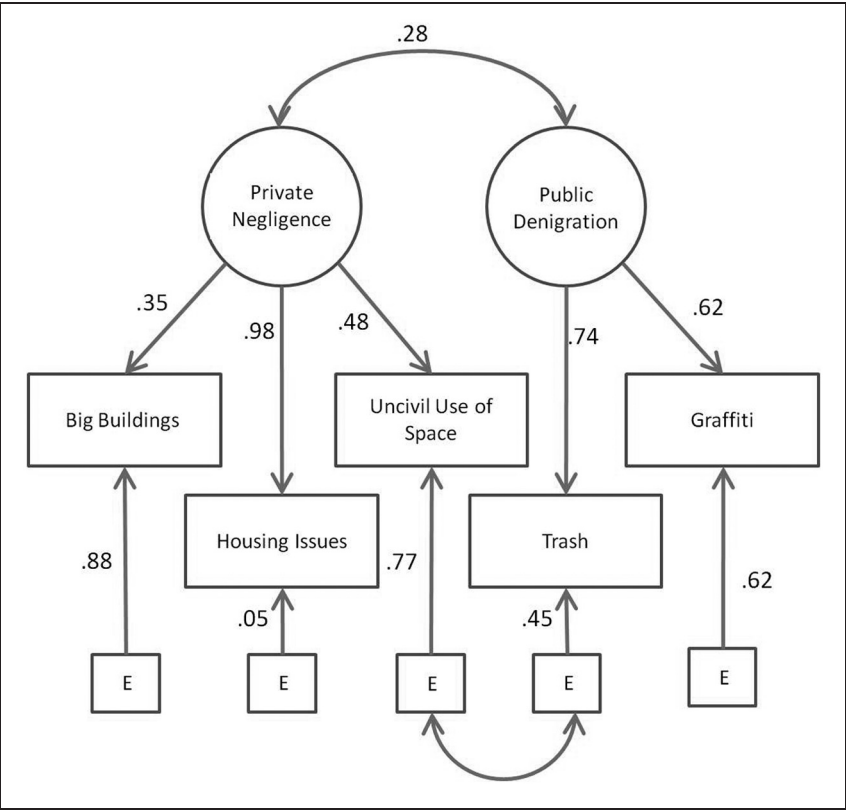 .28
Private
Negligence
Public
Denigration
.35
.98
.48
.74
.62
Big Buildings
Uncivil Use of
Space
Graffiti
Housing Issues
Trash
.88
.05
.77
.45
.62
E
E
E
E
E